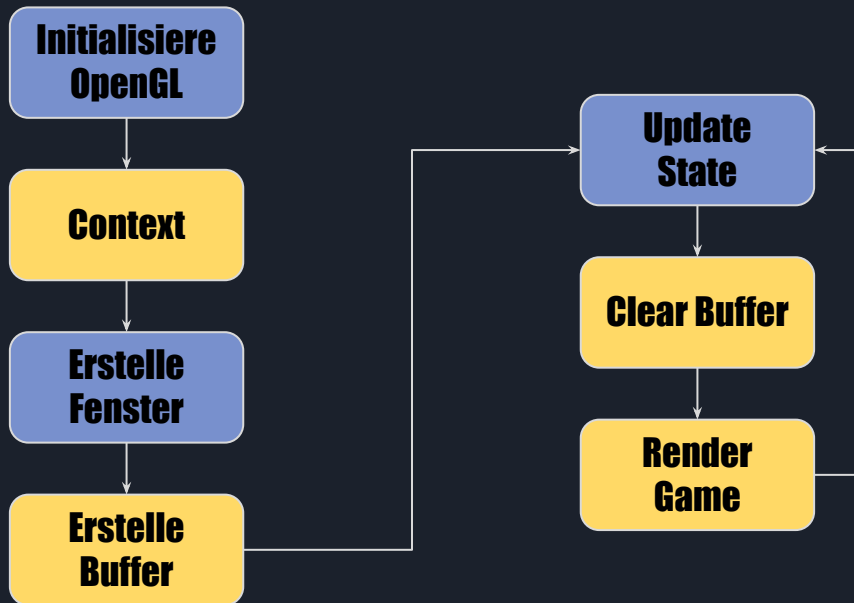 Initialisiere
OpenGL
Context
Erstelle
Fenster
Erstelle
Buffer
Update
State
Clear Buffer
Render
Game